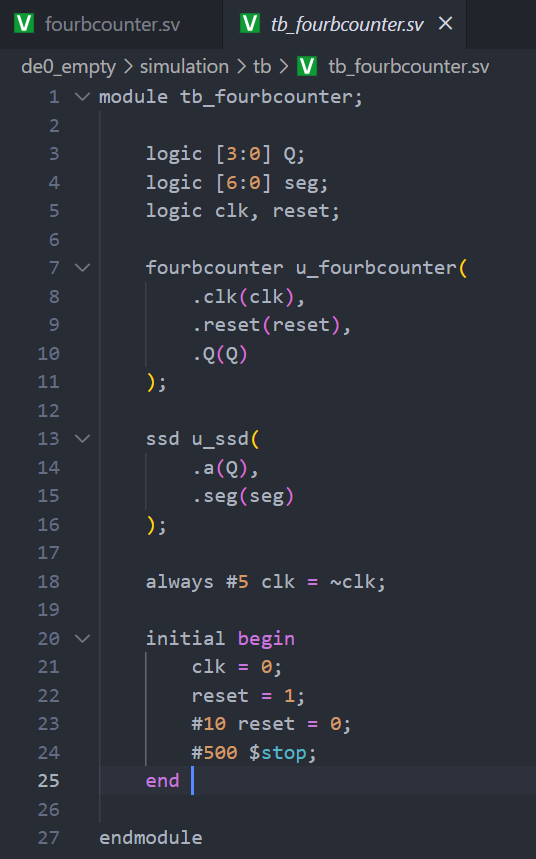 V fourbcounter.sv V tb_fourbcounter.sv ×
de0_empty > simulation > tb > V tb_fourbcounter.sv
1 module tb_fourbcounter;
2
3 logic [3:0] Q;
4 logic [6:0] seg;
5 logic clk, reset;
6
7 fourbcounter u_fourbcounter(
8 .clk(clk),
9 .reset(reset),
10 .Q(Q)
11 );
12
13 ssd u_ssd(
14 .a(Q),
15 .seg(seg)
16 );
17
18 always #5 clk = ~clk;
19
20 initial begin
21 clk = 0;
22 reset = 1;
23 #10 reset = 0;
24 #500 $stop;
25 end
26
27 endmodule